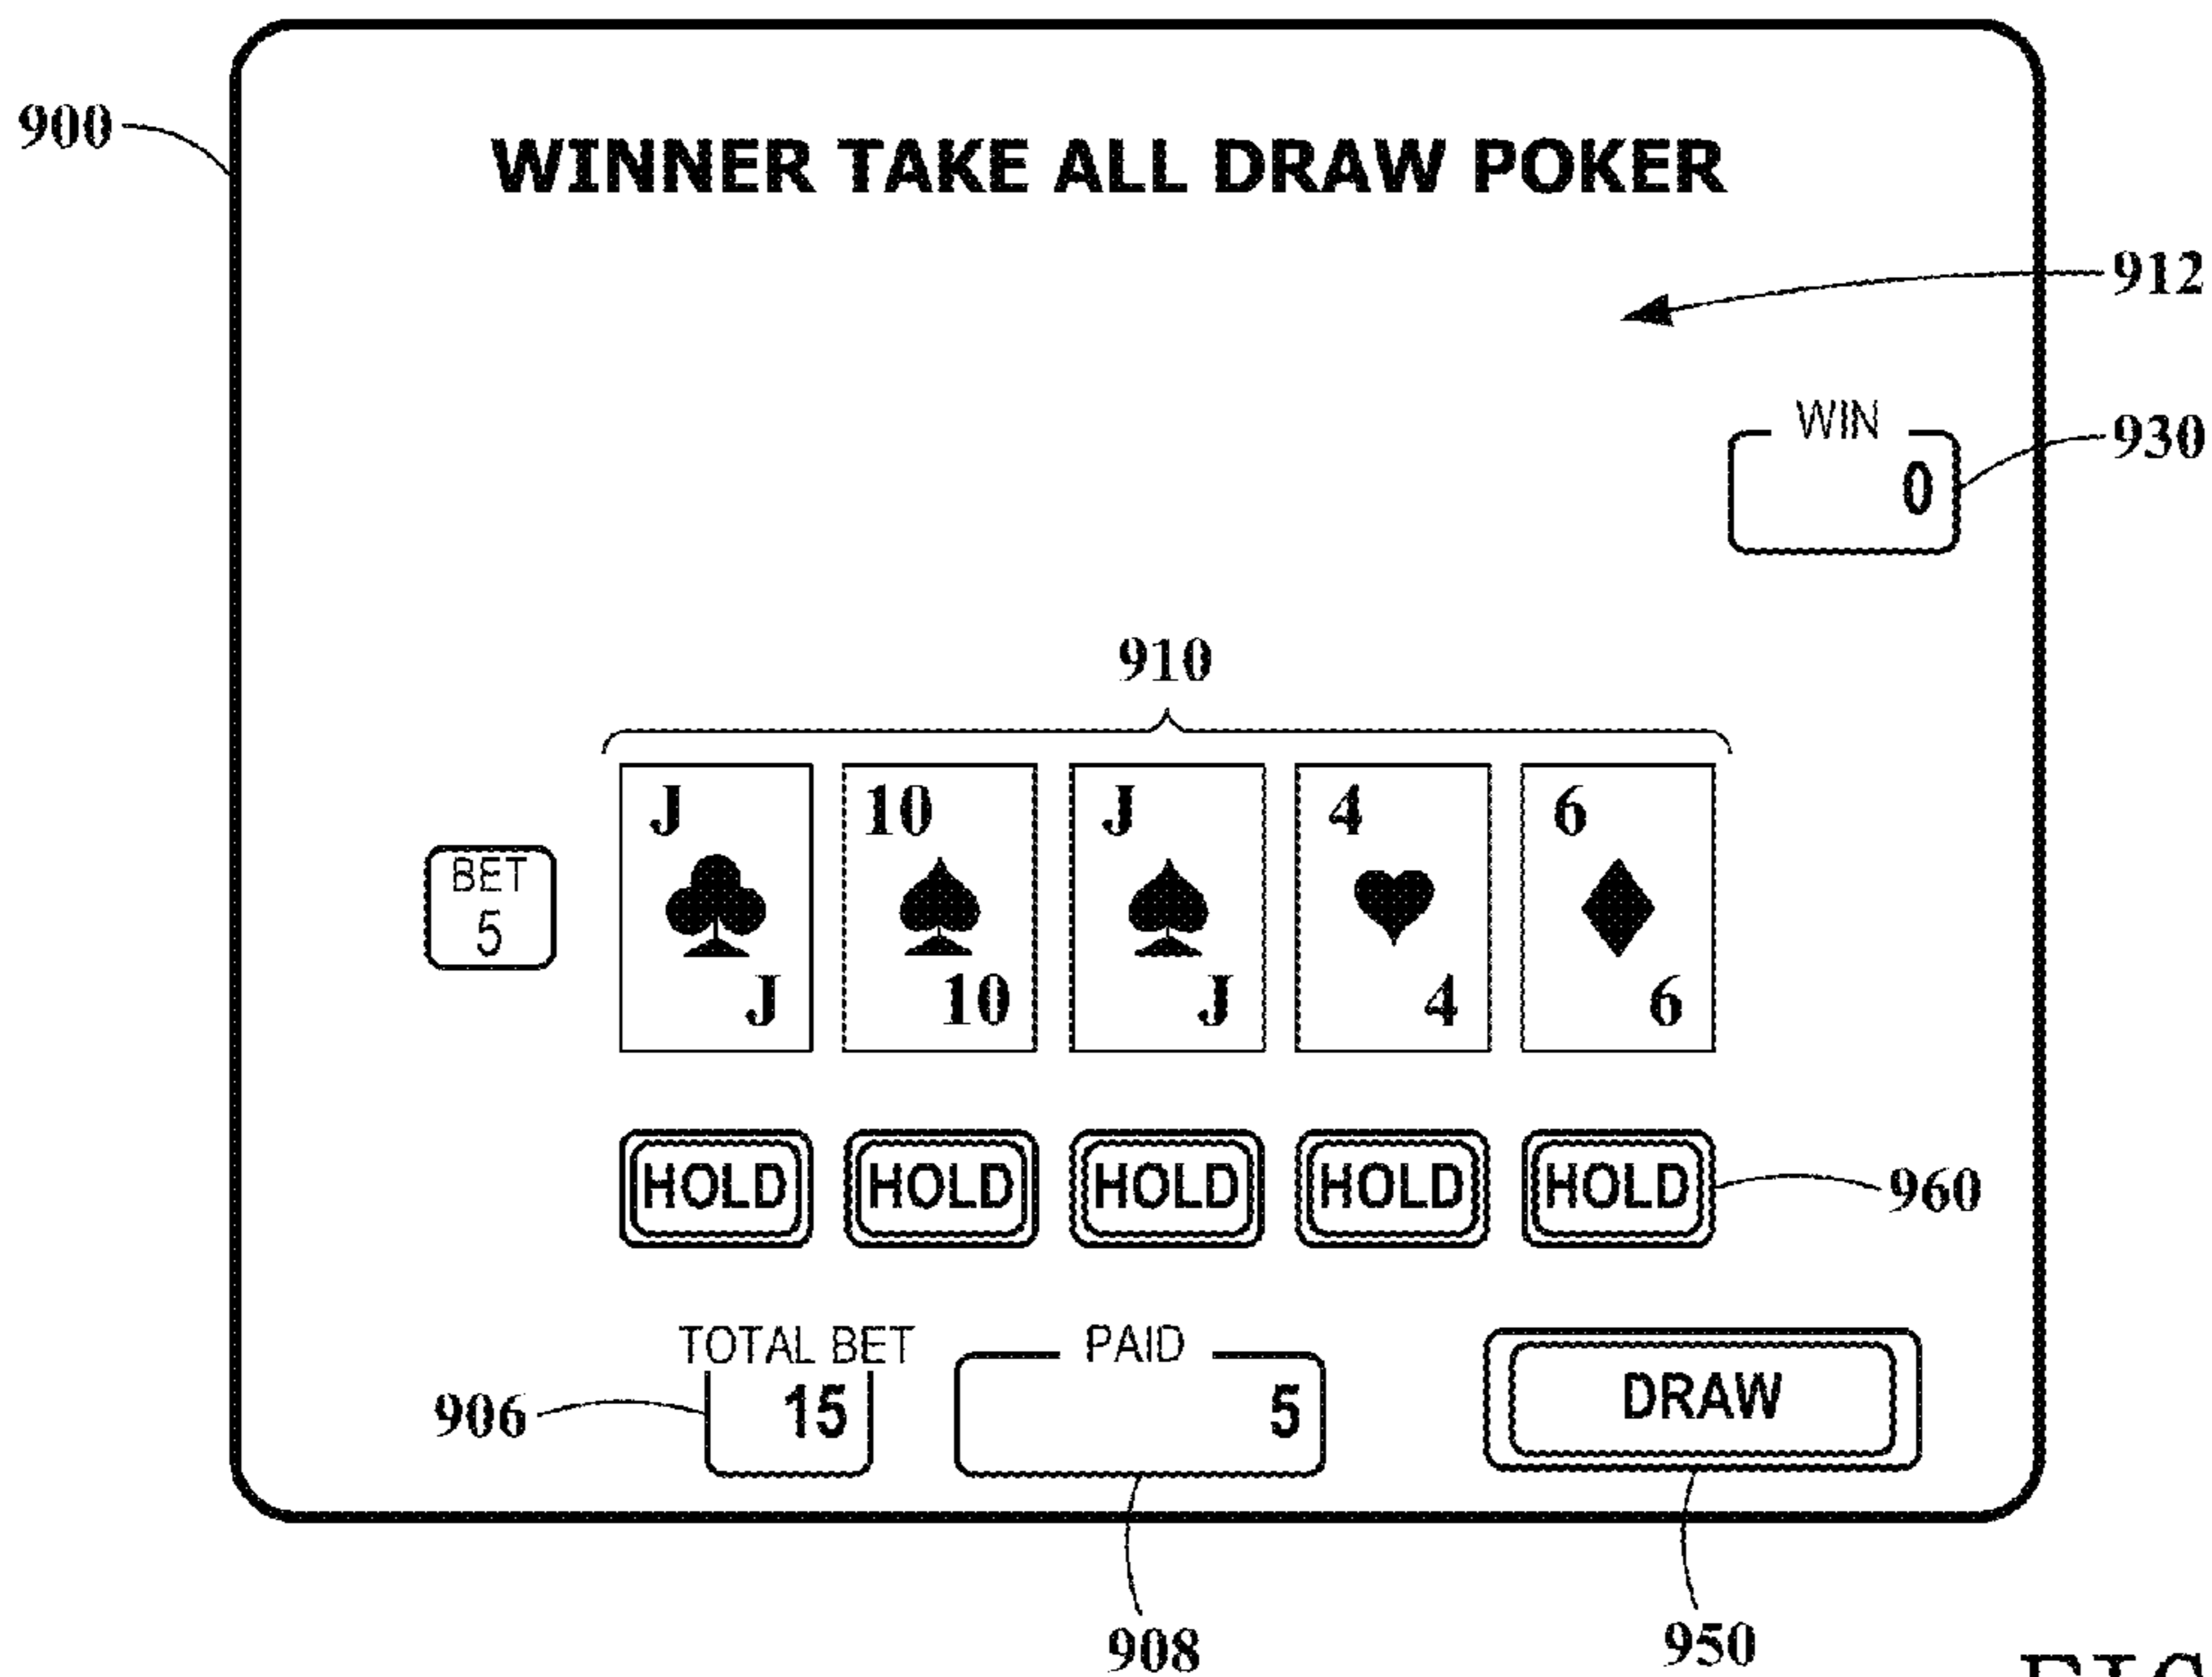 900
WINNER TAKE ALL DRAW POKER
912
WIN
930
0
910
J 10 J 4 6
BET
5
J 10 J 4 6
HOLD HOLD HOLD HOLD HOLD
960
TOTAL BET PAID
906 15 5 DRAW
908 950